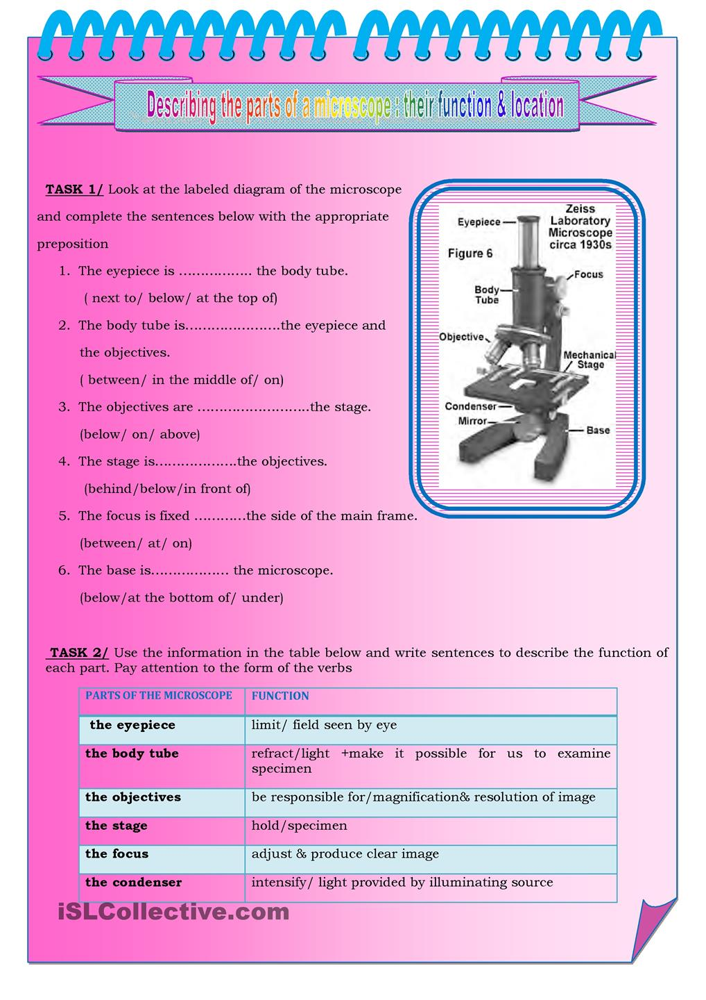 Describing the parts of a microscope : their function & location
TASK 1/ Look at the labeled diagram of the microscope
and complete the sentences below with the appropriate
preposition
1. The eyepiece is …………….. the body tube.
( next to/ below/ at the top of)
2. The body tube is………………….the eyepiece and
the objectives.
( between/ in the middle of/ on)
3. The objectives are ……………………..the stage.
(below/ on/ above)
4. The stage is……………….the objectives.
(behind/below/in front of)
5. The focus is fixed …………the side of the main frame.
(between/ at/ on)
6. The base is……………… the microscope.
(below/at the bottom of/ under)
Zeiss
Laboratory
Microscope
circa 1930s
Eyepiece
Figure 6
Focus
Body
Tube
Objective
Mechanical
Stage
Condenser
Mirror
Base
TASK 2/ Use the information in the table below and write sentences to describe the function of
each part. Pay attention to the form of the verbs
PARTS OF THE MICROSCOPE FUNCTION
the eyepiece limit/ field seen by eye
the body tube refract/light +make it possible for us to examine
specimen
the objectives be responsible for/magnification& resolution of image
the stage hold/specimen
the focus adjust & produce clear image
the condenser intensify/ light provided by illuminating source
iSLCollective.com